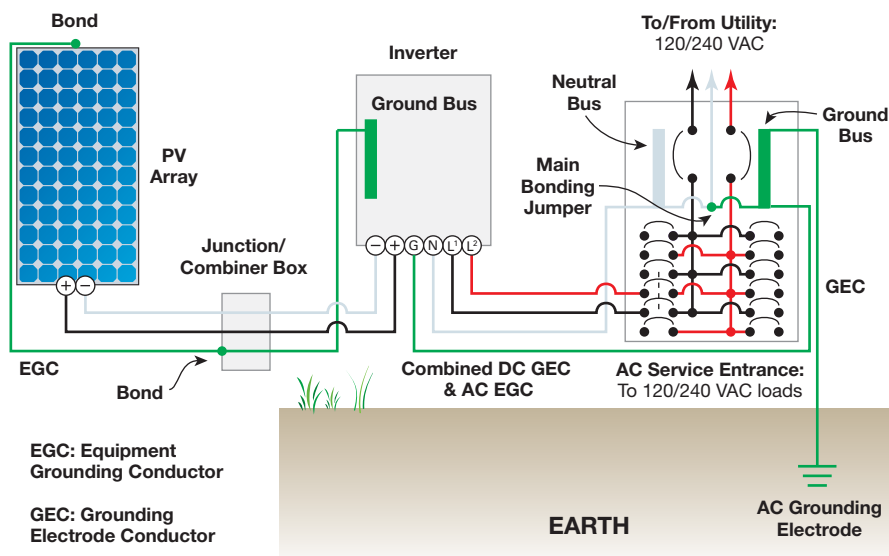 Bond
To/From Utility:
120/240 VAC
Inverter
Neutral
Bus
Ground Bus
Ground
Bus
PV
Array
Main
Bonding
Jumper
Junction/
Combiner Box
− + G N L1 L2
+ −
GEC
EGC
Bond
Combined DC GEC
& AC EGC
AC Service Entrance:
To 120/240 VAC loads
EGC: Equipment
Grounding Conductor
GEC: Grounding
Electrode Conductor
EARTH
AC Grounding
Electrode